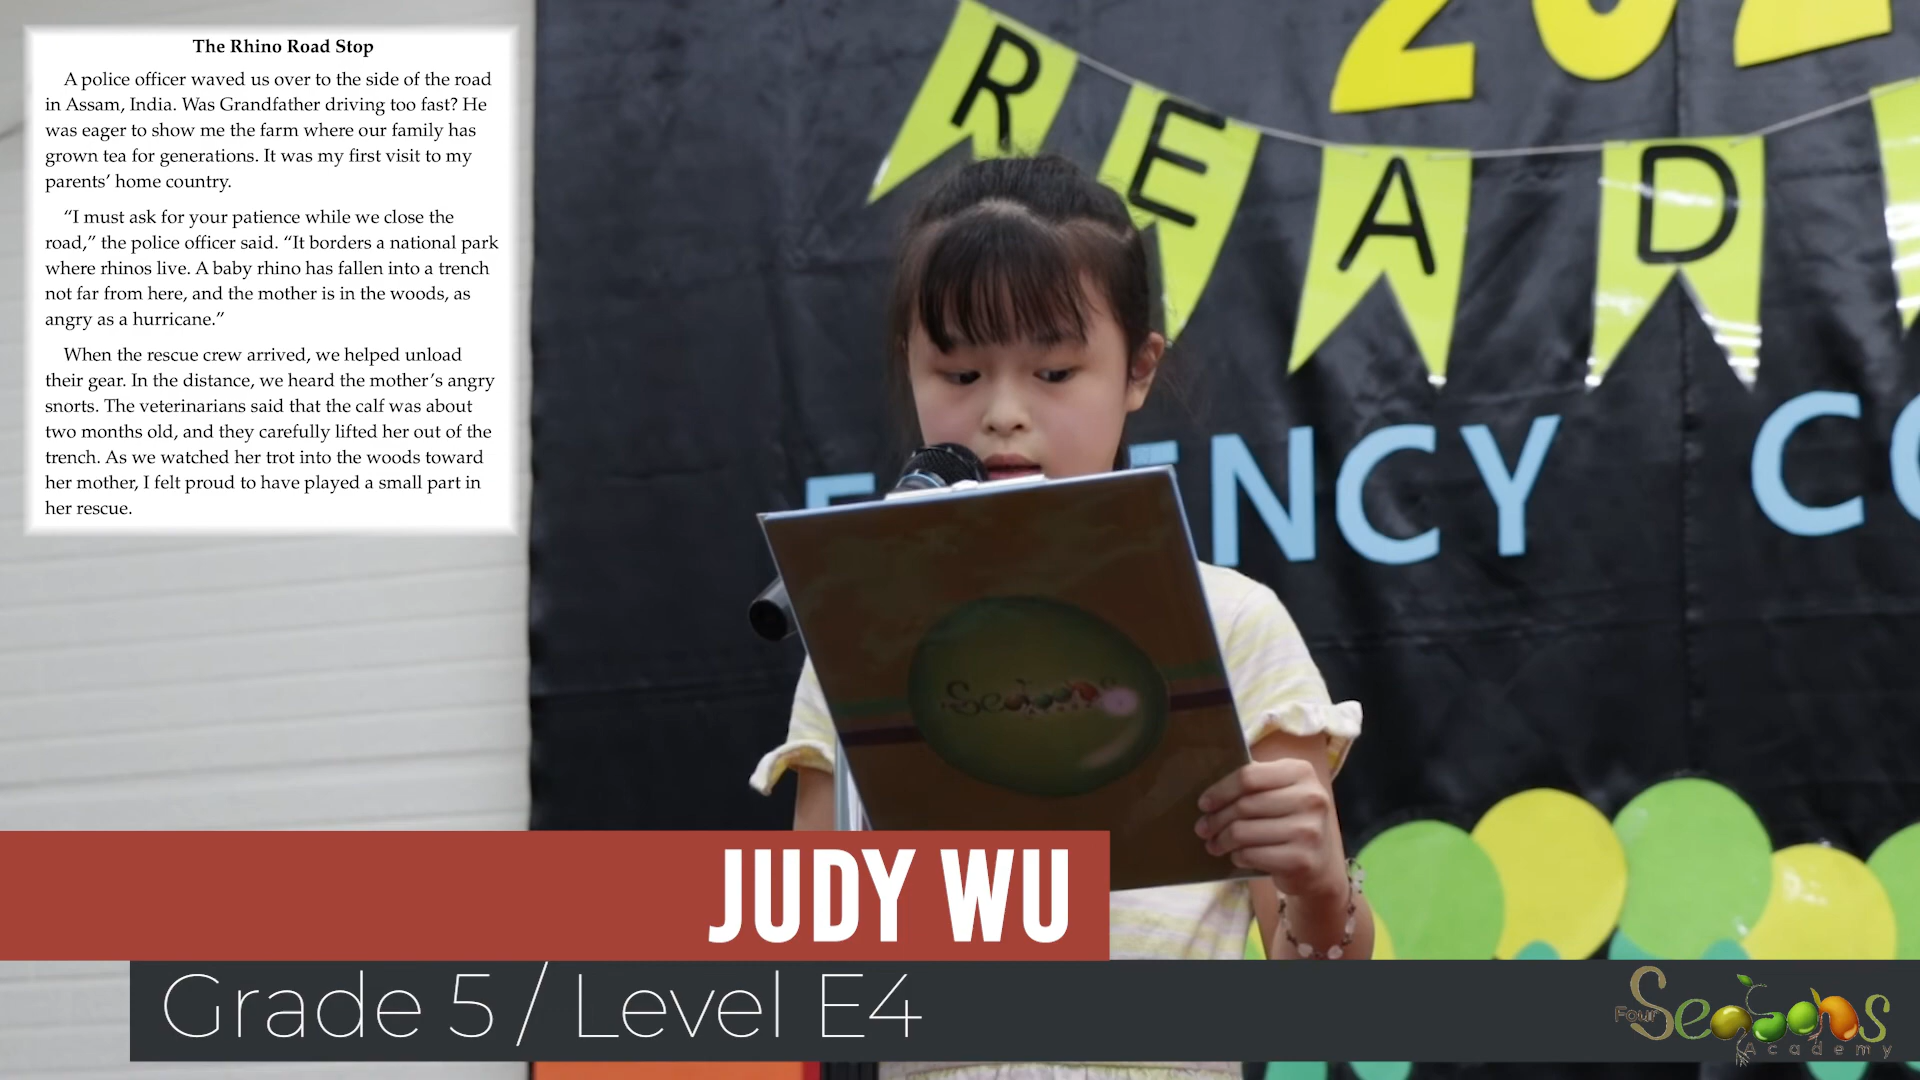 The Rhino Road Stop
A police officer waved us over to the side of the road
in Assam, India. Was Grandfather driving too fast? He
was eager to show me the farm where our family has
grown tea for generations. It was my first visit to my
parents’ home country.
“I must ask for your patience while we close the
road,” the police officer said. “It borders a national park
where rhinos live. A baby rhino has fallen into a trench
not far from here, and the mother is in the woods, as
angry as a hurricane.”
When the rescue crew arrived, we helped unload
their gear. In the distance, we heard the mother’s angry
snorts. The veterinarians said that the calf was about
two months old, and they carefully lifted her out of the
trench. As we watched her trot into the woods toward
her mother, I felt proud to have played a small part in
her rescue.
202
READ
F ENCY CO
Seasons
JUDY WU
Grade 5 / Level E4
Four Seasons
Academy